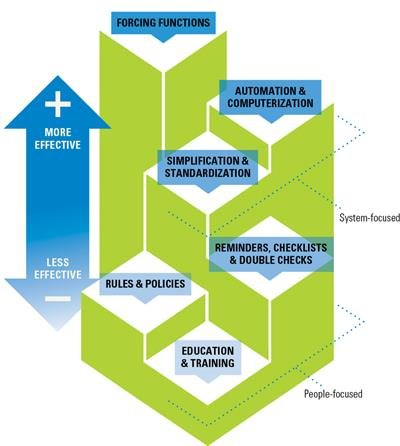 FORCING FUNCTIONS
AUTOMATION &
COMPUTERIZATION
+
MORE
EFFECTIVE
SIMPLIFICATION &
STANDARDIZATION
System-focused
REMINDERS, CHECKLISTS
& DOUBLE CHECKS
LESS
EFFECTIVE
−
RULES & POLICIES
EDUCATION
& TRAINING
People-focused